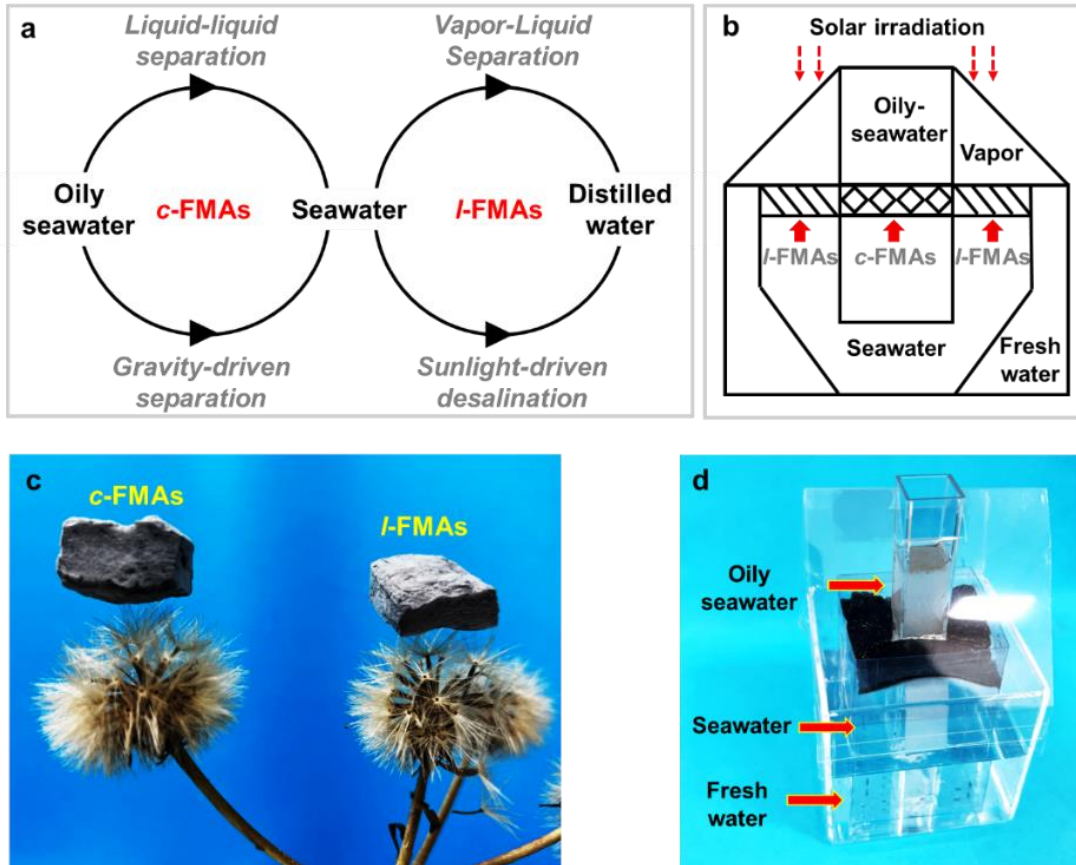 a
Liquid-liquid
separation
Vapor-Liquid
Separation
Oily
seawater
c-FMAs
Seawater
l-FMAs
Distilled
water
Gravity-driven
separation
Sunlight-driven
desalination
b
Solar irradiation
Oily-
seawater
Vapor
l-FMAs
c-FMAs
l-FMAs
Seawater
Fresh
water
c
c-FMAs
l-FMAs
d
Oily
seawater
Seawater
Fresh
water